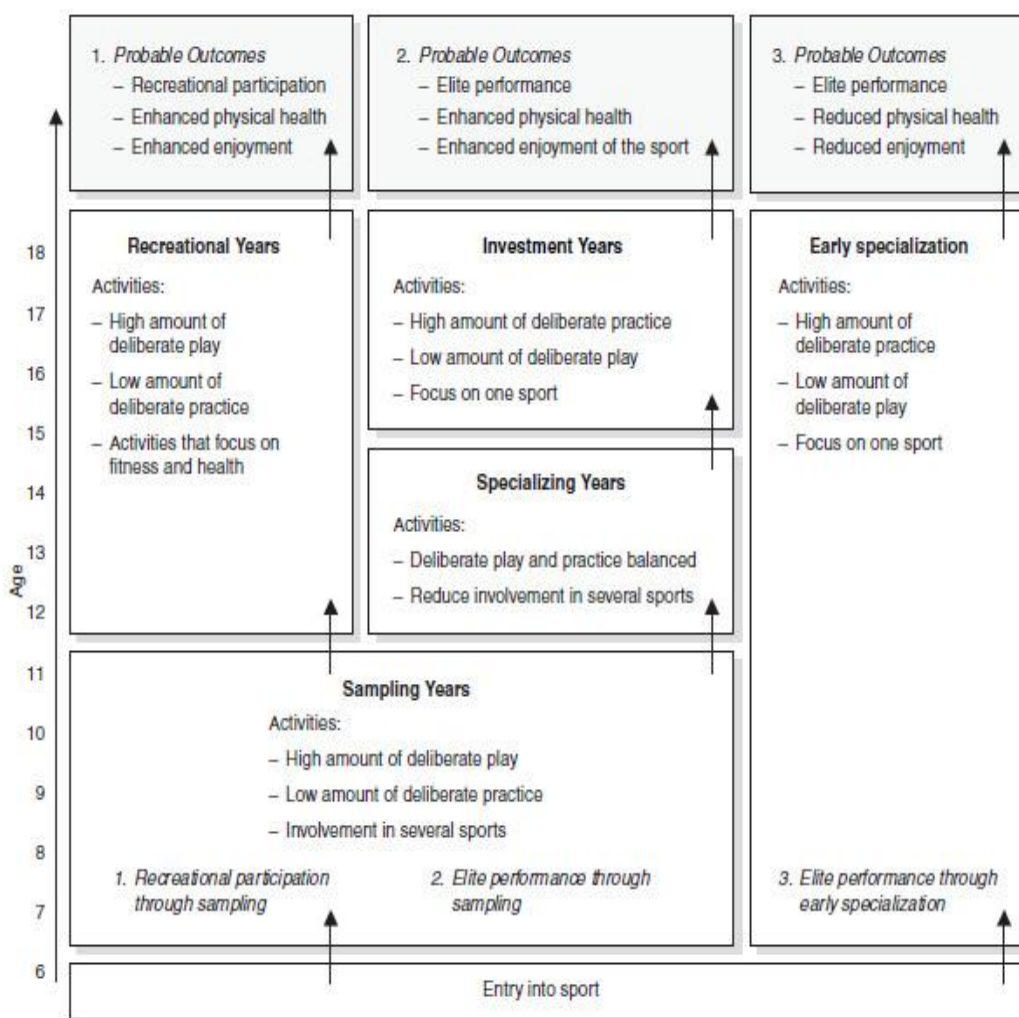 1. Probable Outcomes
– Recreational participation
– Enhanced physical health
– Enhanced enjoyment
2. Probable Outcomes
– Elite performance
– Enhanced physical health
– Enhanced enjoyment of the sport
3. Probable Outcomes
– Elite performance
– Reduced physical health
– Reduced enjoyment
Age
18
17
16
15
14
13
12
11
10
9
8
7
6
Recreational Years
Activities:
– High amount of
deliberate play
– Low amount of
deliberate practice
– Activities that focus on
fitness and health
Investment Years
Activities:
– High amount of deliberate practice
– Low amount of deliberate play
– Focus on one sport
Specializing Years
Activities:
– Deliberate play and practice balanced
– Reduce involvement in several sports
Early specialization
Activities:
– High amount of
deliberate practice
– Low amount of
deliberate play
– Focus on one sport
Sampling Years
Activities:
– High amount of deliberate play
– Low amount of deliberate practice
– Involvement in several sports
1. Recreational participation
through sampling
2. Elite performance through
sampling
3. Elite performance through
early specialization
Entry into sport